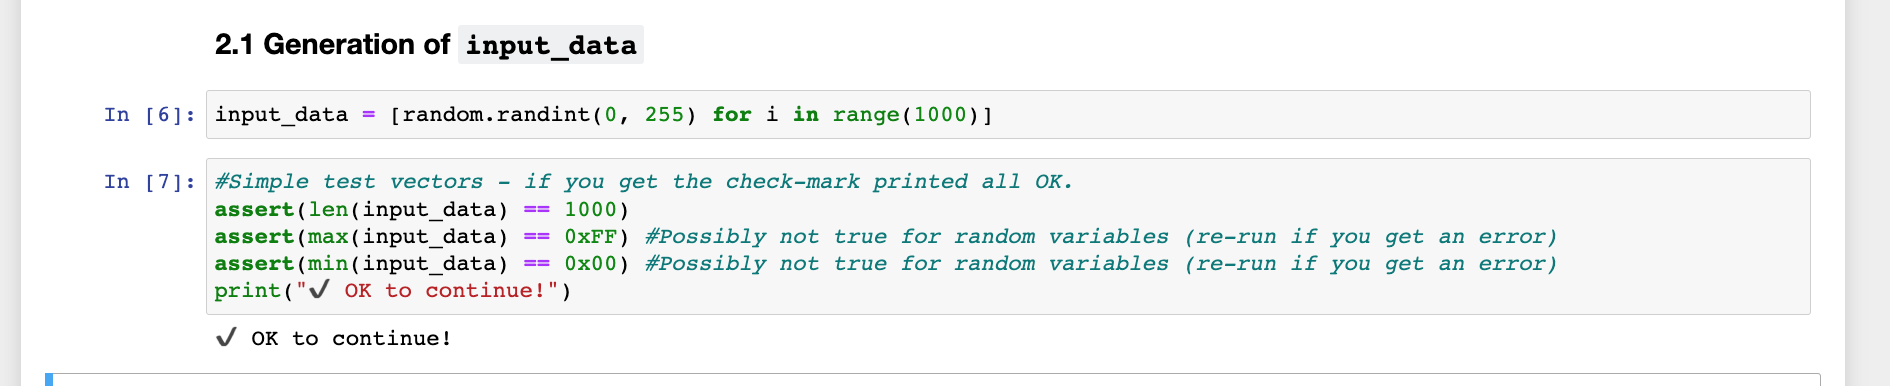 2.1 Generation of input_data
In [6]: input_data = [random.randint(0, 255) for i in range(1000)]
In [7]: #Simple test vectors - if you get the check-mark printed all OK.
assert(len(input_data) == 1000)
assert(max(input_data) == 0xFF) #Possibly not true for random variables (re-run if you get an error)
assert(min(input_data) == 0x00) #Possibly not true for random variables (re-run if you get an error)
print("✔️ OK to continue!")
✔️ OK to continue!